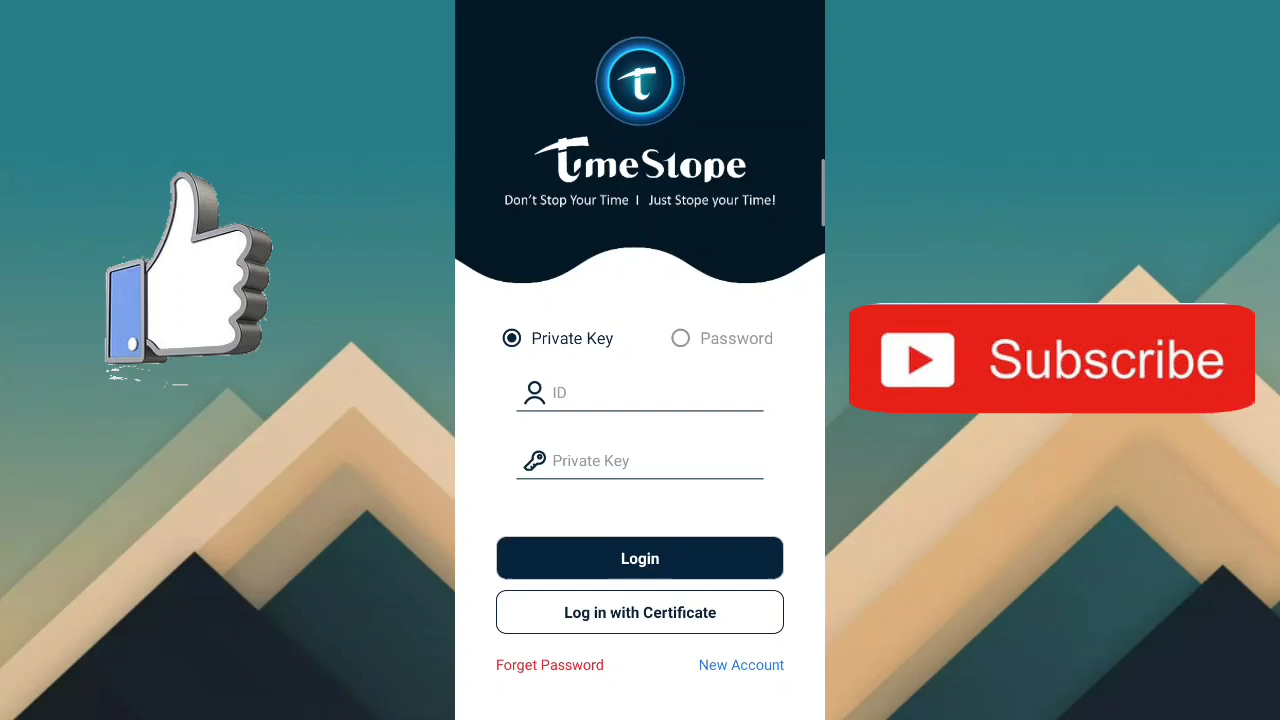 TimeStope
Don't Stop Your Time | Just Stope your Time!
Private Key
Password
ID
Private Key
Login
Log in with Certificate
Forget Password
New Account
Subscribe